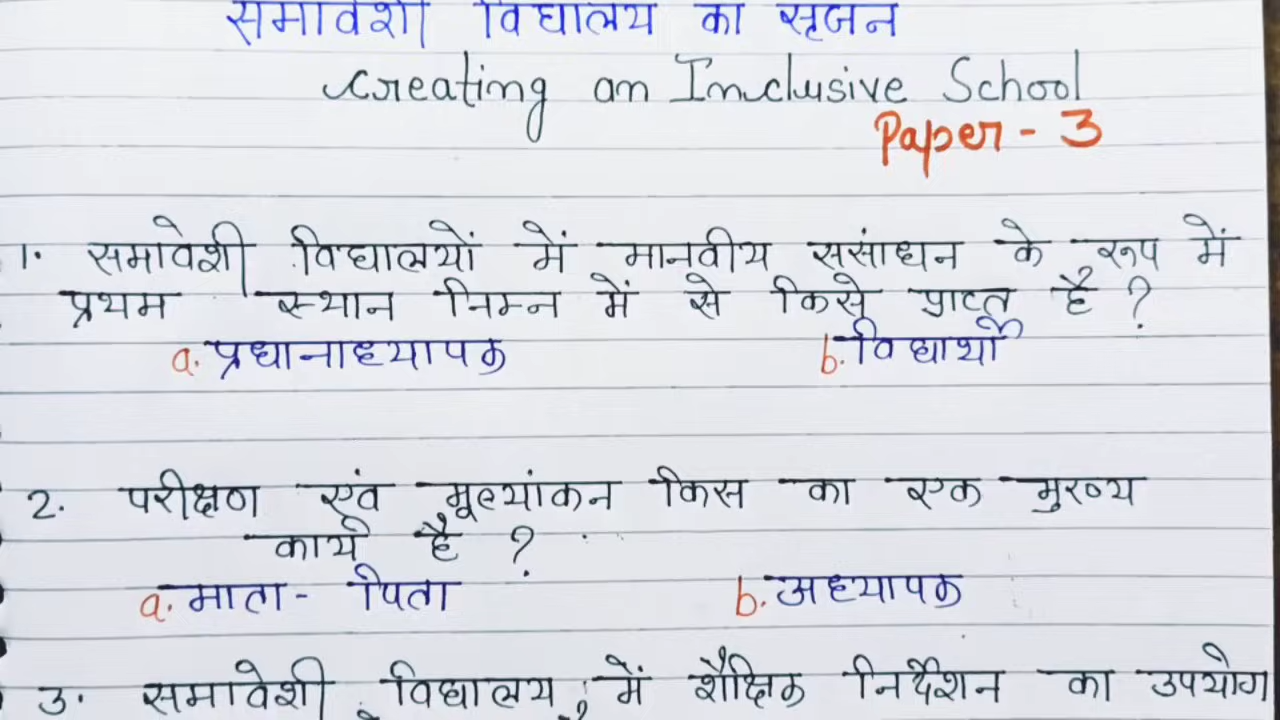 समावेशी विद्यालय का सृजन
Creating an Inclusive School
Paper - 3
1. समावेशी विद्यालयों में मानवीय ससांधन के रूप में
प्रथम स्थान निम्न में से किसे प्राप्त है ?
a. प्रधानाध्यापक b. विद्यार्थी
2. परीक्षण एवं मूल्यांकन किस का एक मुख्य
कार्य है ?
a. माता - पिता b. अध्यापक
3. समावेशी विद्यालय में शैक्षिक निर्देशन का उपयोग